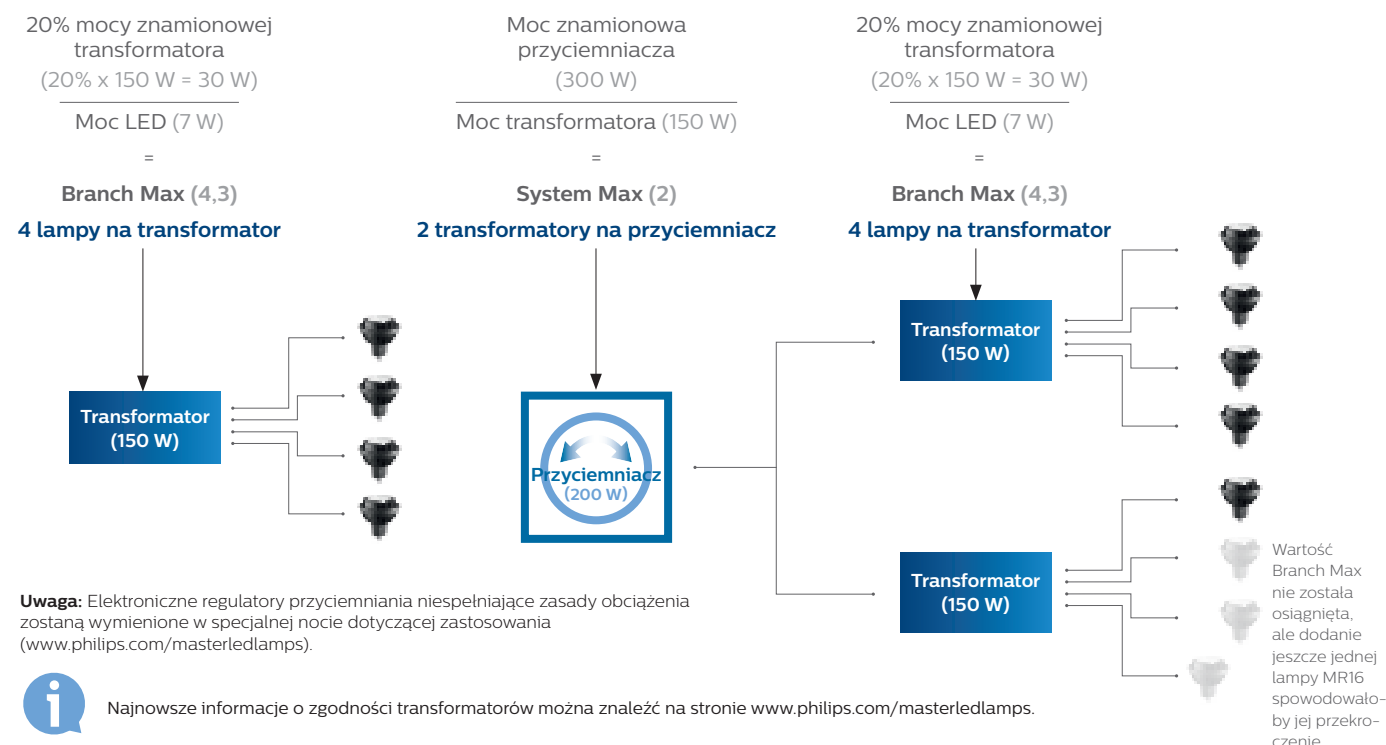 20% mocy znamionowej
transformatora
(20% x 150 W = 30 W)
Moc LED (7 W)
=
Branch Max (4,3)
4 lampy na transformator
Moc znamionowa
przyciemniacza
(300 W)
Moc transformatora (150 W)
=
System Max (2)
2 transformatory na przyciemniacz
20% mocy znamionowej
transformatora
(20% x 150 W = 30 W)
Moc LED (7 W)
=
Branch Max (4,3)
4 lampy na transformator
Transformator
(150 W)
Przyciemniacz
(200 W)
Transformator
(150 W)
Transformator
(150 W)
Wartość
Branch Max
nie została
osiągnięta,
ale dodanie
jeszcze jednej
lampy MR16
spowodowało-
by jej przekro-
czenie
Uwaga: Elektroniczne regulatory przyciemniania niespełniające zasady obciążenia
zostaną wymienione w specjalnej nocie dotyczącej zastosowania
(www.philips.com/masterledlamps).
i
Najnowsze informacje o zgodności transformatorów można znaleźć na stronie www.philips.com/masterledlamps.